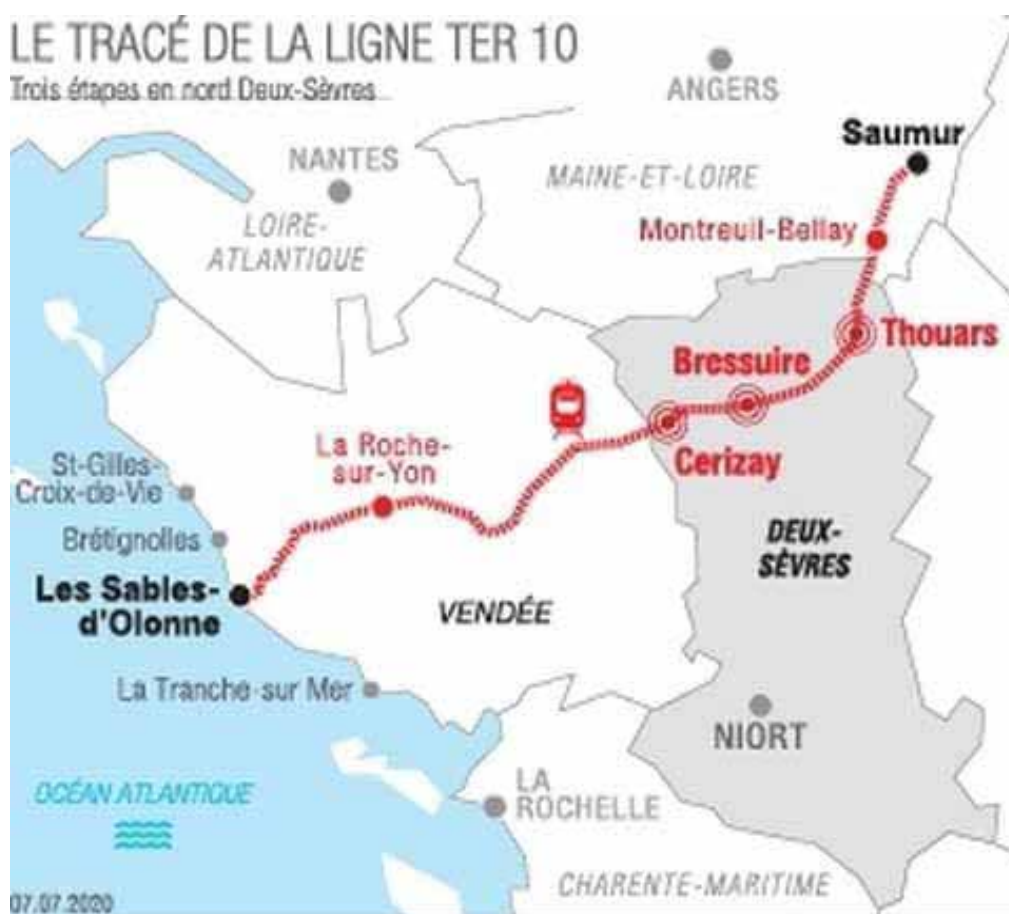 LE TRACÉ DE LA LIGNE TER 10
Trois étapes en nord Deux-Sèvres
ANGERS
Saumur
NANTES
MAINE-ET-LOIRE
LOIRE-
ATLANTIQUE
Montreuil-Bellay
Thouars
Bressuire
La Roche-
sur-Yon
Cerizay
St-Gilles-
Croix-de-Vie
Brétignolles
DEUX-
SÈVRES
Les Sables-
d'Olonne
VENDÉE
La Tranche-sur Mer
NIORT
OCÉAN ATLANTIQUE
LA
ROCHELLE
CHARENTE-MARITIME
07.07.2020